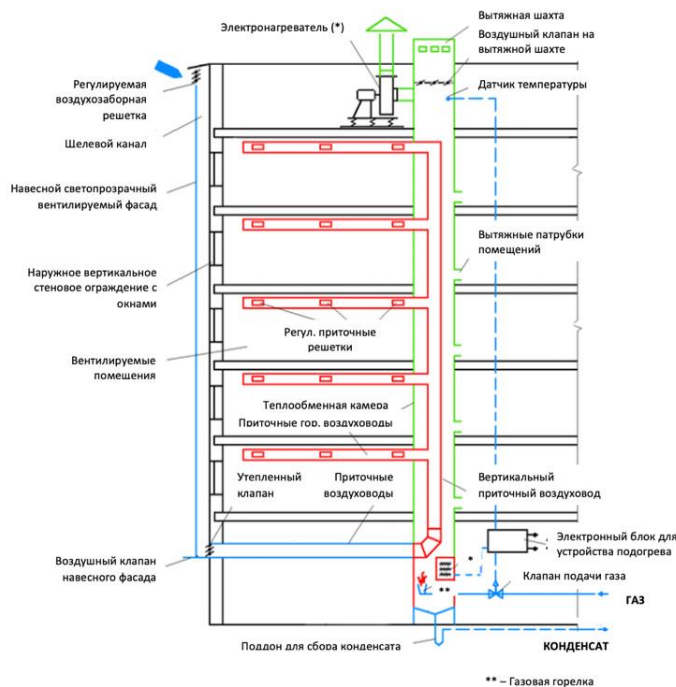 Вытяжная шахта
Электронагреватель (*)
Воздушный клапан на
вытяжной шахте
Датчик температуры
Регулируемая
воздухозаборная
решетка
Щелевой канал
Навесной светопрозрачный
вентилируемый фасад
Вытяжные патрубки
помещений
Наружное вертикальное
стеновое ограждение с
окнами
Регул. приточные
решетки
Вентилируемые
помещения
Теплообменная камера
Приточные гор. воздуховоды
Утепленный
клапан
Приточные
воздуховоды
Вертикальный
приточный воздуховод
Электронный блок для
устройства подогрева
Воздушный клапан
навесного фасада
*
**
Клапан подачи газа
ГАЗ
Поддон для сбора конденсата
КОНДЕНСАТ
** – Газовая горелка